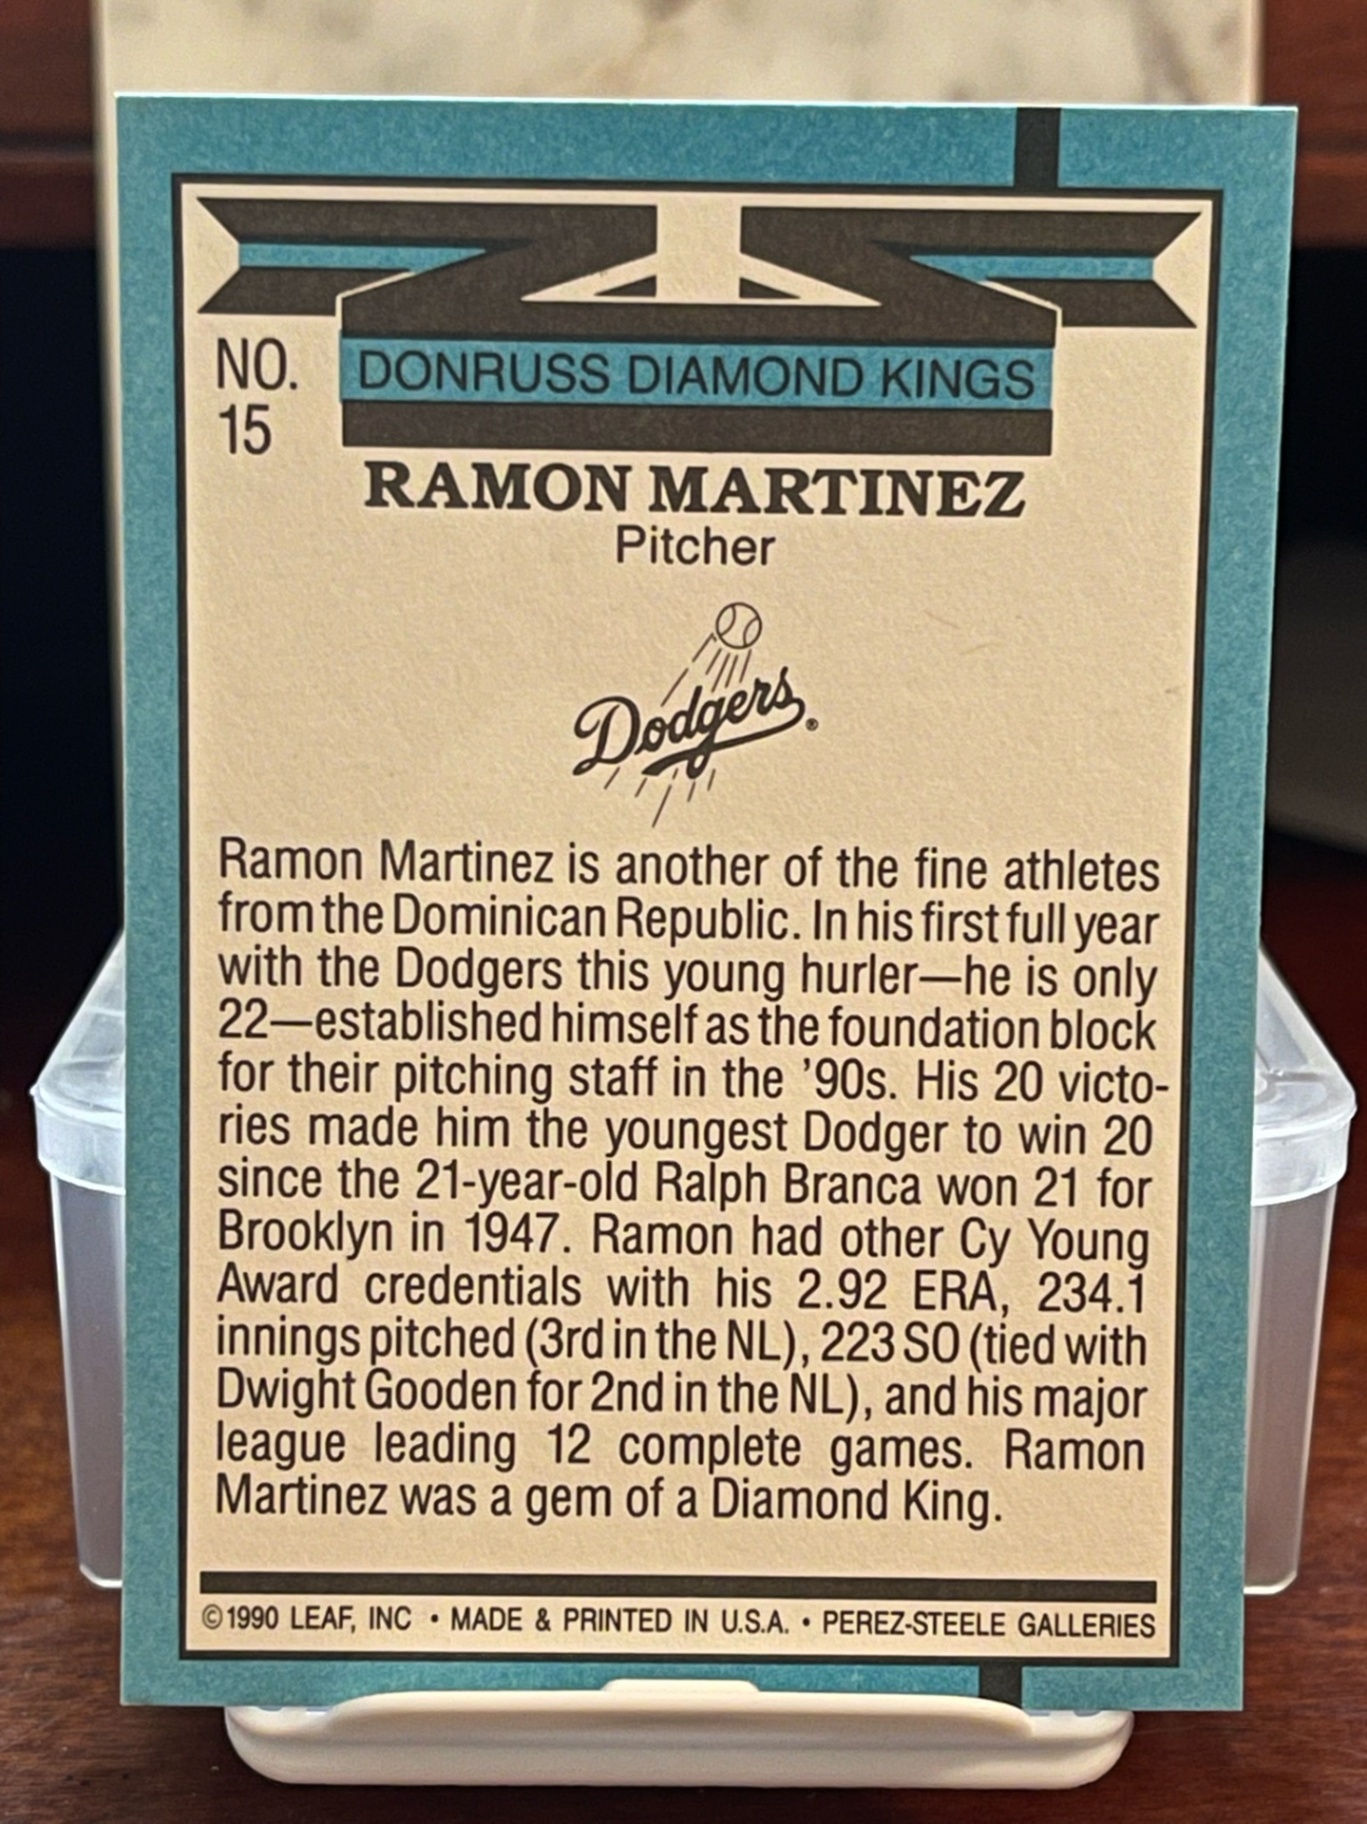 NO.
15
DONRUSS DIAMOND KINGS
RAMON MARTINEZ
Pitcher
Dodgers®
Ramon Martinez is another of the fine athletes
from the Dominican Republic. In his first full year
with the Dodgers this young hurler—he is only
22—established himself as the foundation block
for their pitching staff in the '90s. His 20 victo-
ries made him the youngest Dodger to win 20
since the 21-year-old Ralph Branca won 21 for
Brooklyn in 1947. Ramon had other Cy Young
Award credentials with his 2.92 ERA, 234.1
innings pitched (3rd in the NL), 223 SO (tied with
Dwight Gooden for 2nd in the NL), and his major
league leading 12 complete games. Ramon
Martinez was a gem of a Diamond King.
©1990 LEAF, INC • MADE & PRINTED IN U.S.A. • PEREZ-STEELE GALLERIES